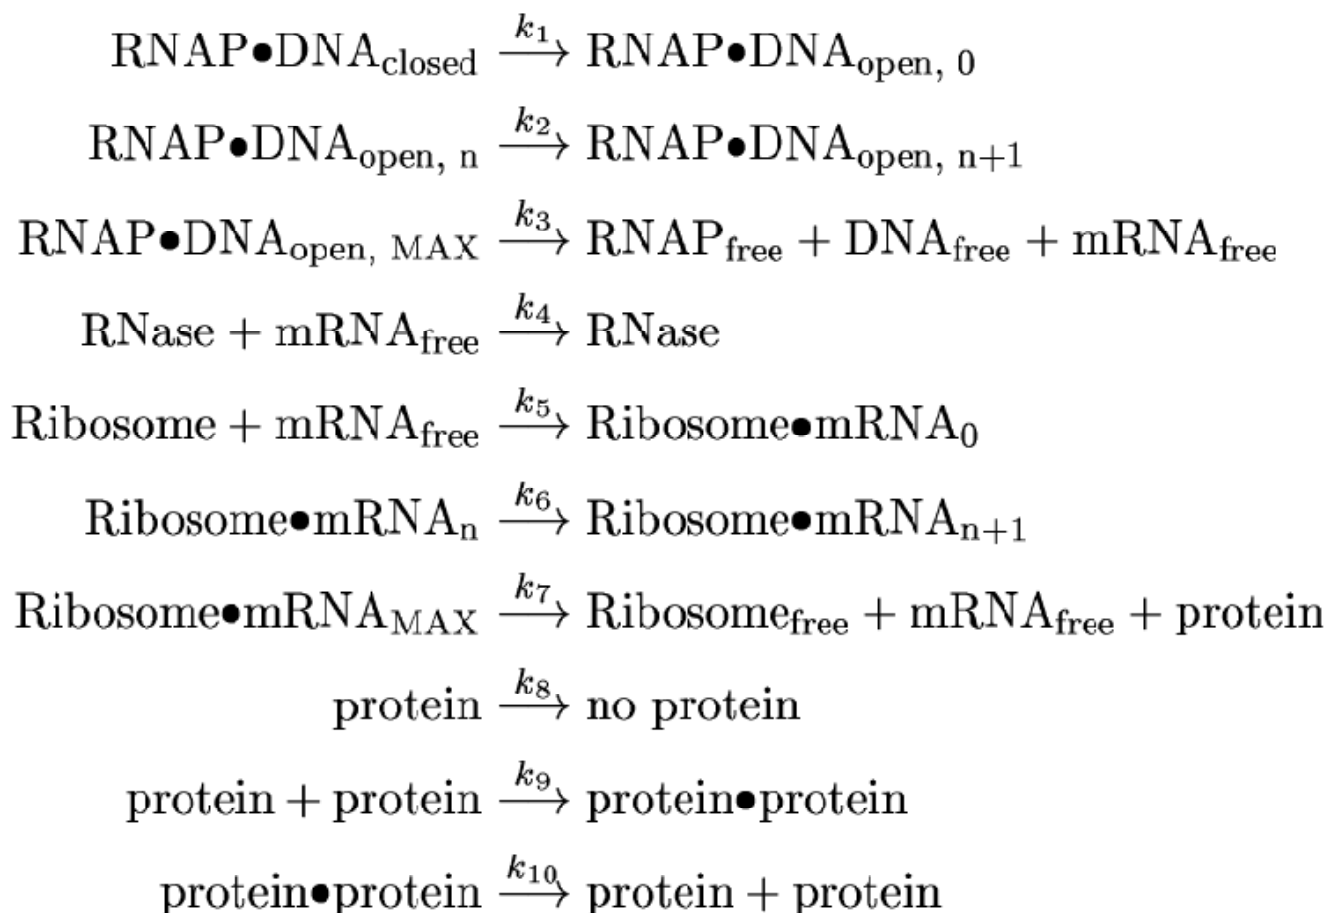 RNAP•DNA_closed —k₁→ RNAP•DNA_open, 0
RNAP•DNA_open, n —k₂→ RNAP•DNA_open, n+1
RNAP•DNA_open, MAX —k₃→ RNAP_free + DNA_free + mRNA_free
RNase + mRNA_free —k₄→ RNase
Ribosome + mRNA_free —k₅→ Ribosome•mRNA₀
Ribosome•mRNA_n —k₆→ Ribosome•mRNA_n+1
Ribosome•mRNA_MAX —k₇→ Ribosome_free + mRNA_free + protein
protein —k₈→ no protein
protein + protein —k₉→ protein•protein
protein•protein —k₁₀→ protein + protein